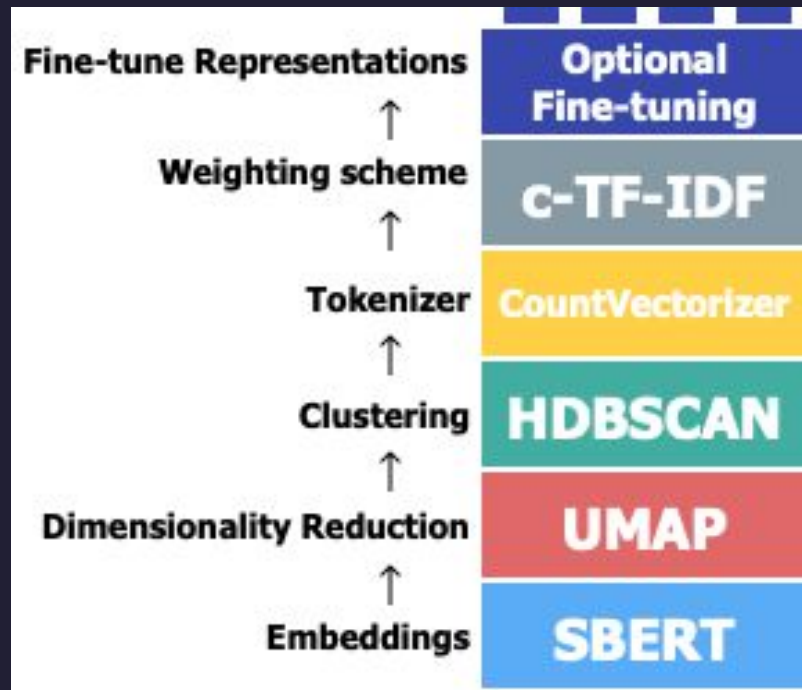 Fine-tune Representations
Optional
Fine-tuning
↑
Weighting scheme
c-TF-IDF
↑
Tokenizer
CountVectorizer
↑
Clustering
HDBSCAN
↑
Dimensionality Reduction
UMAP
↑
Embeddings
SBERT